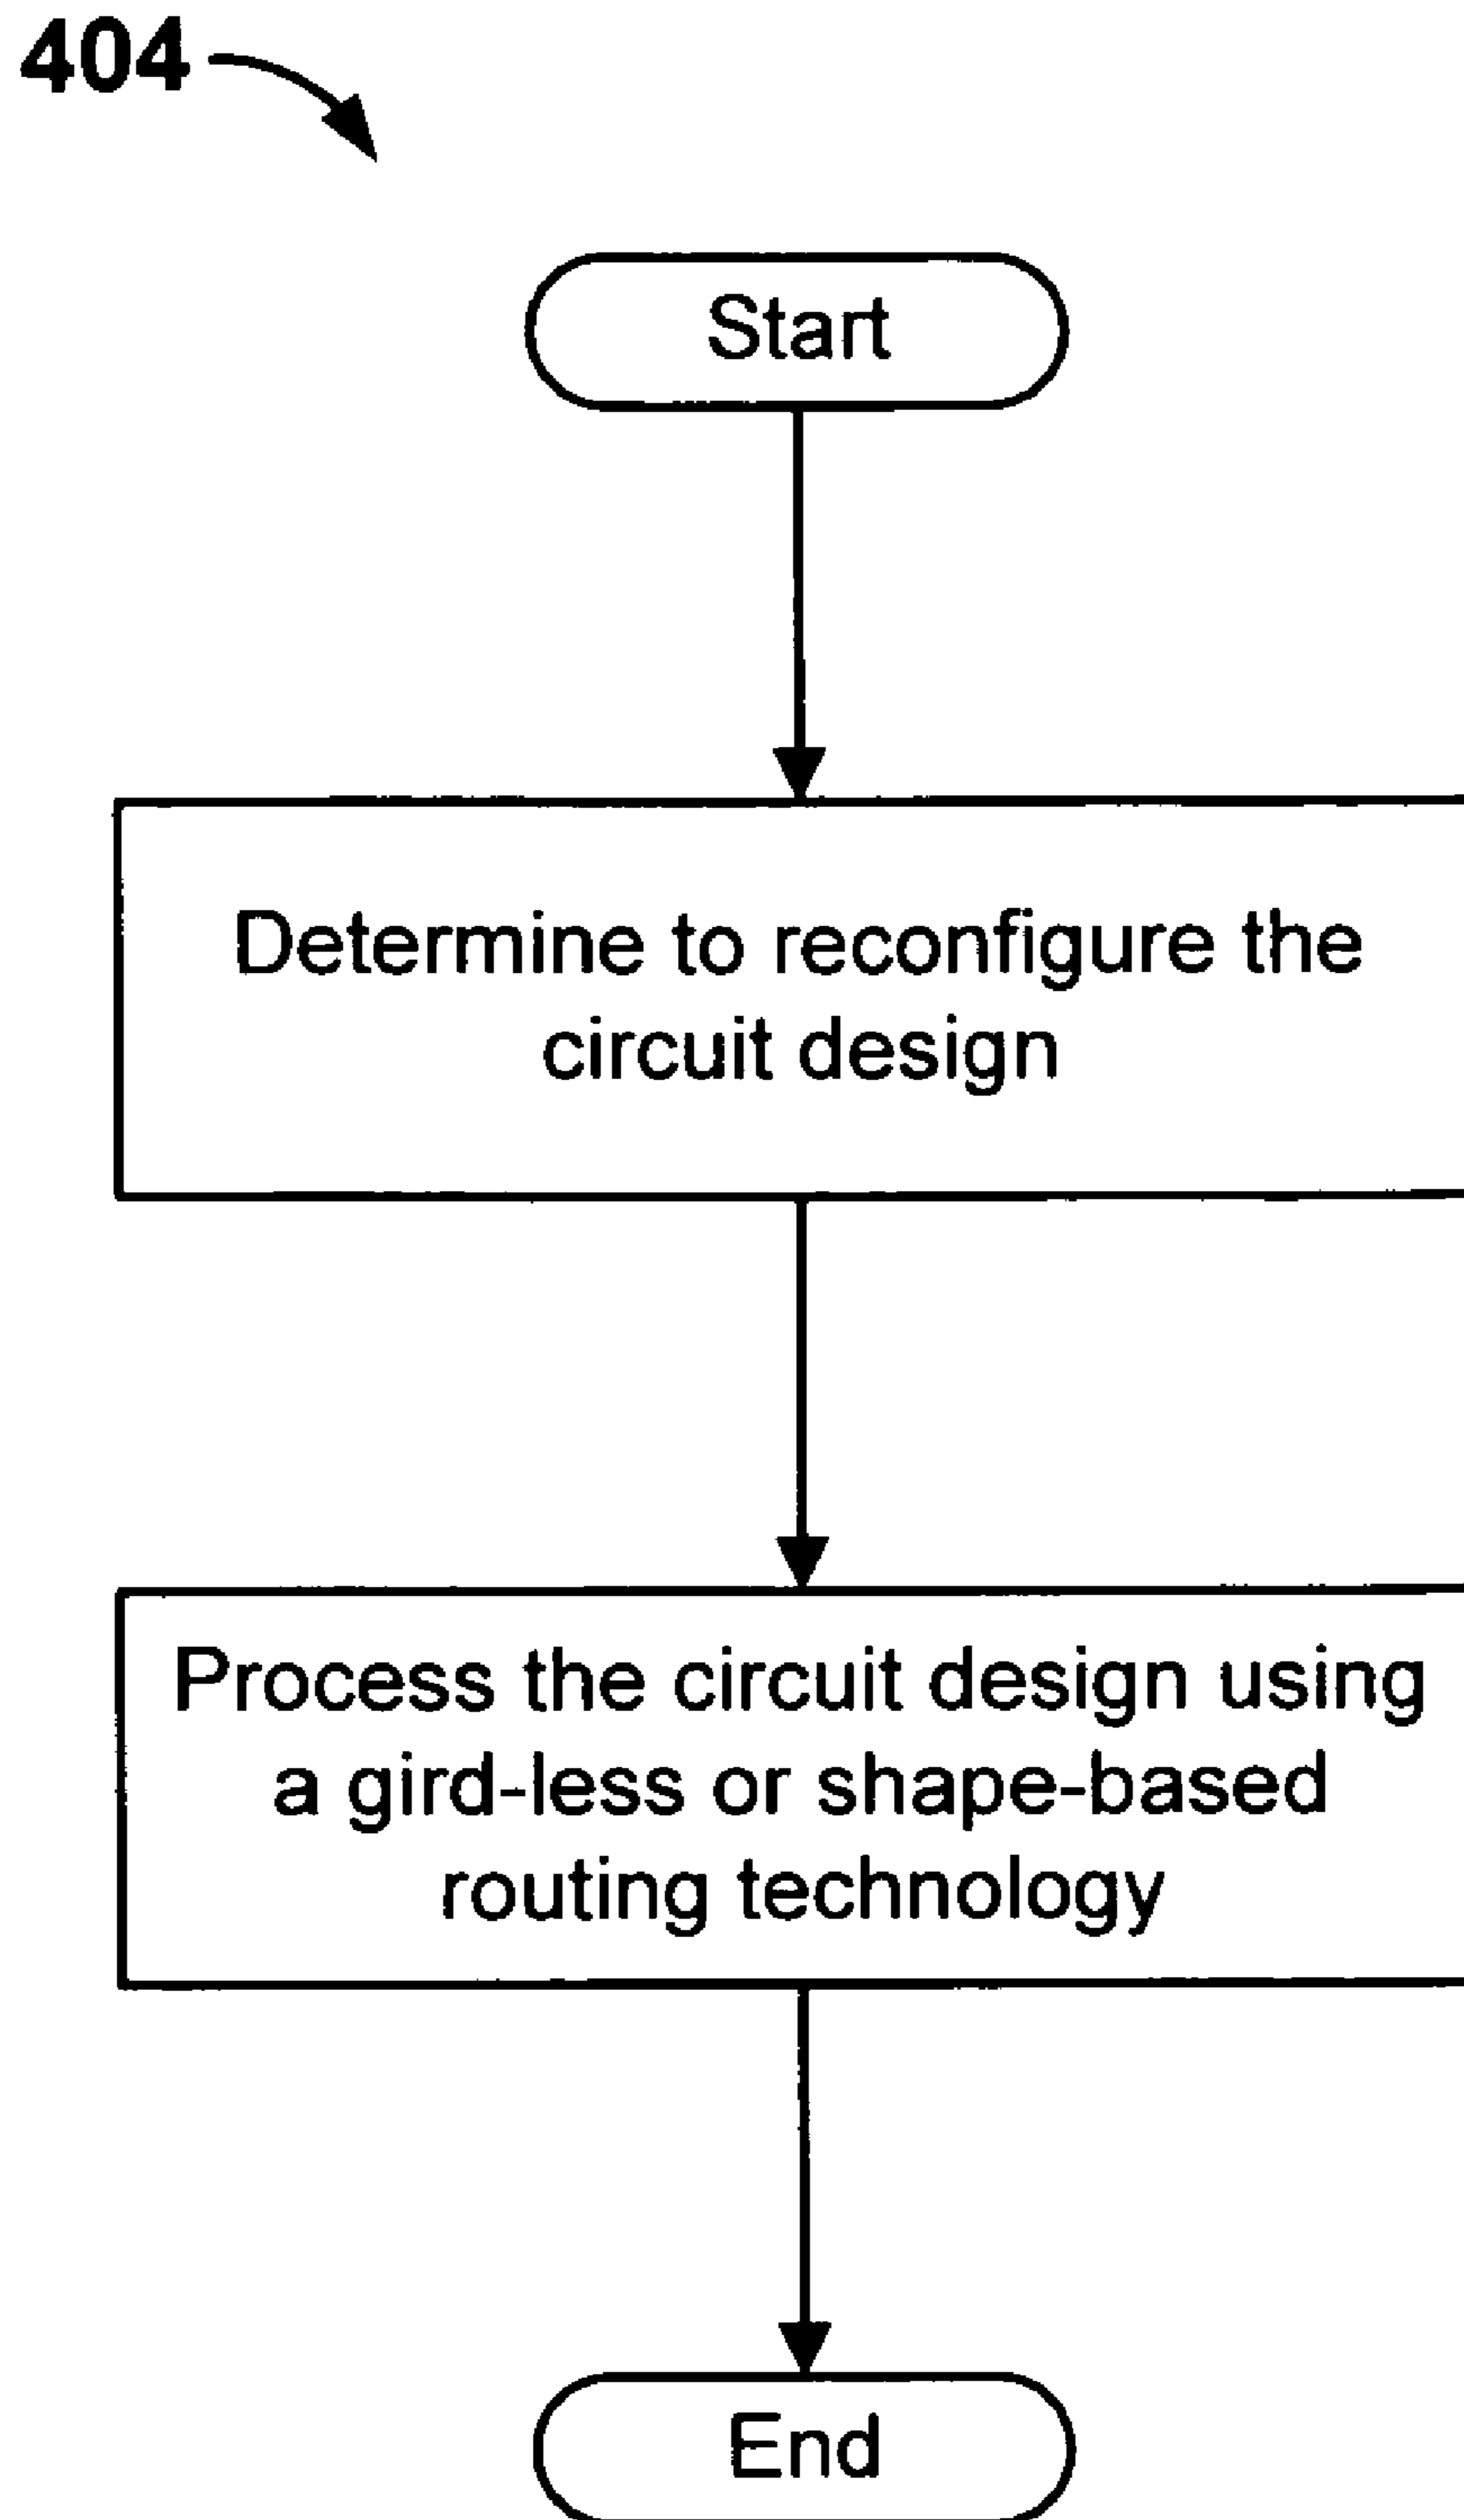 404
Start
Determine to reconfigure the
circuit design
Process the circuit design using
a gird-less or shape-based
routing technology
End